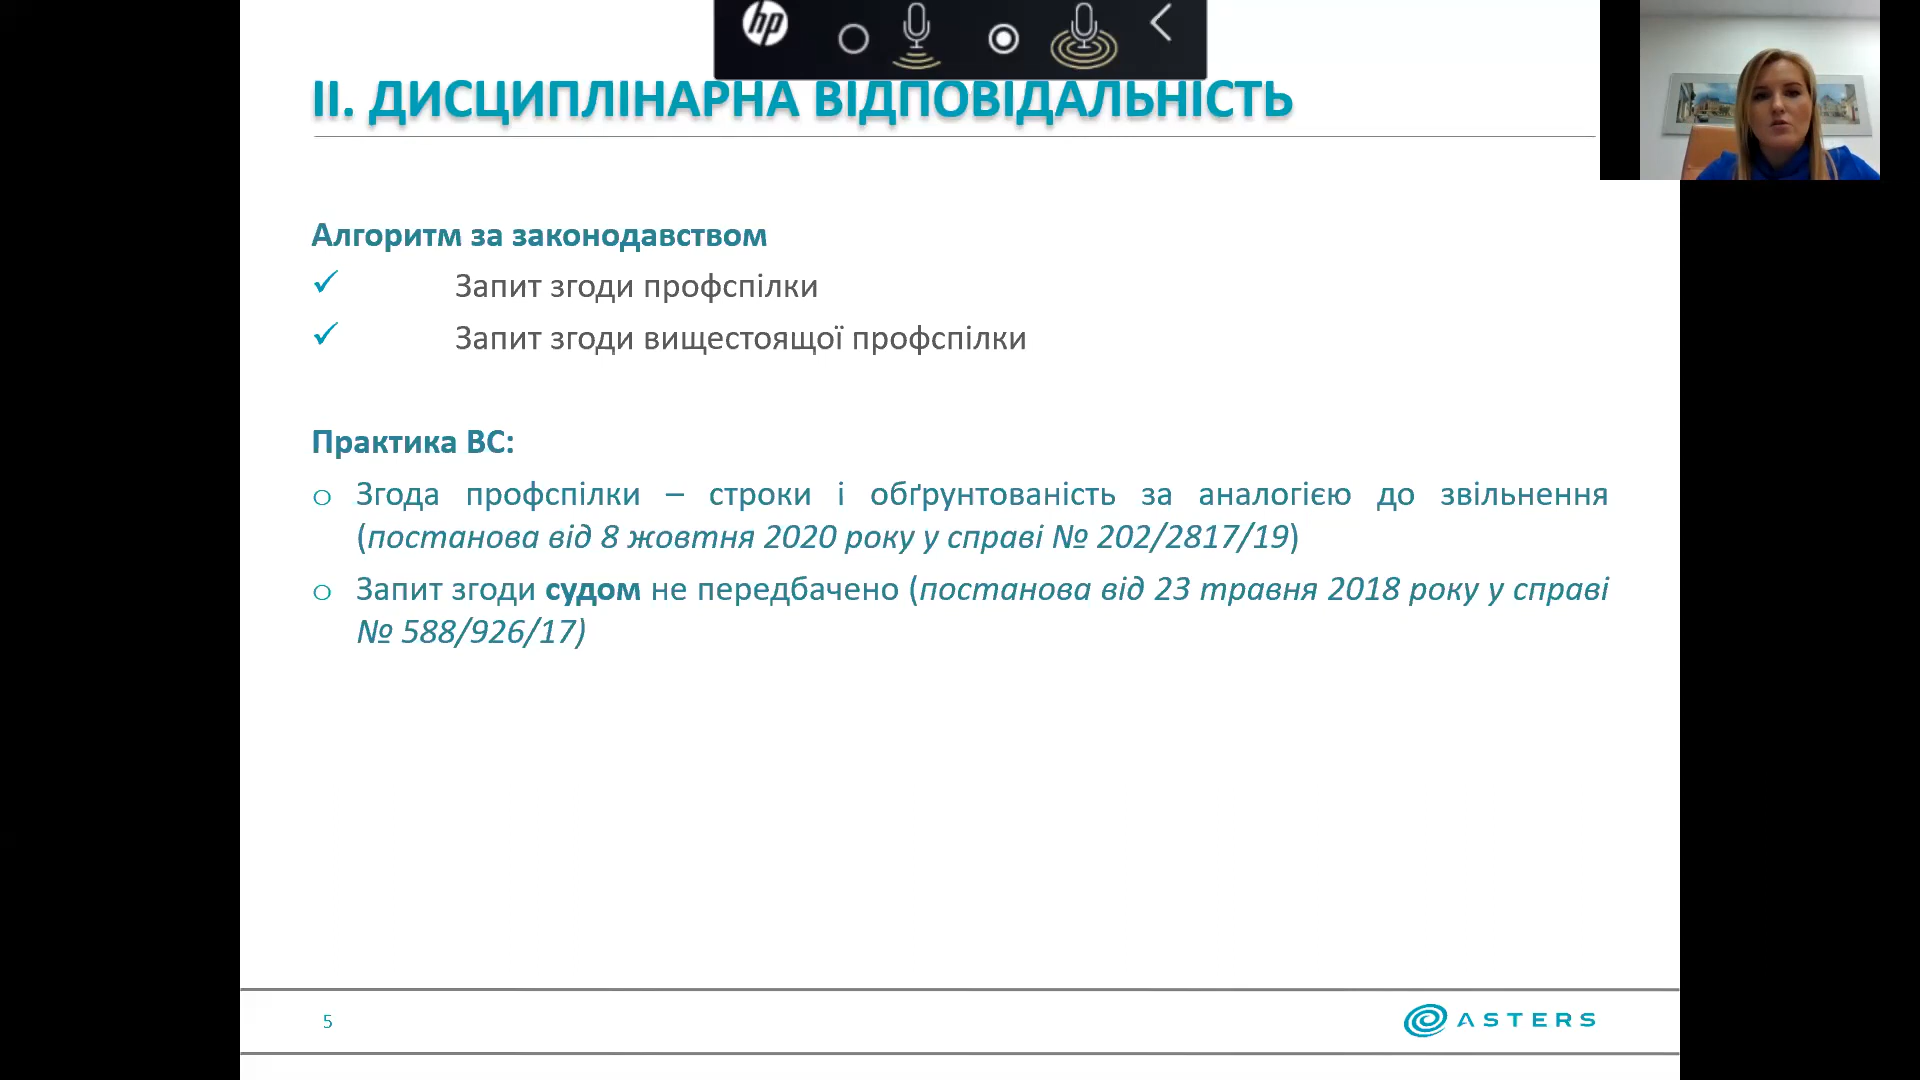 hp
ІІ. ДИСЦИПЛІНАРНА ВІДПОВІДАЛЬНІСТЬ
Алгоритм за законодавством
✓ Запит згоди профспілки
✓ Запит згоди вищестоящої профспілки
Практика ВС:
o Згода профспілки – строки і обґрунтованість за аналогією до звільнення
(постанова від 8 жовтня 2020 року у справі № 202/2817/19)
o Запит згоди судом не передбачено (постанова від 23 травня 2018 року у справі
№ 588/926/17)
5
ASTERS